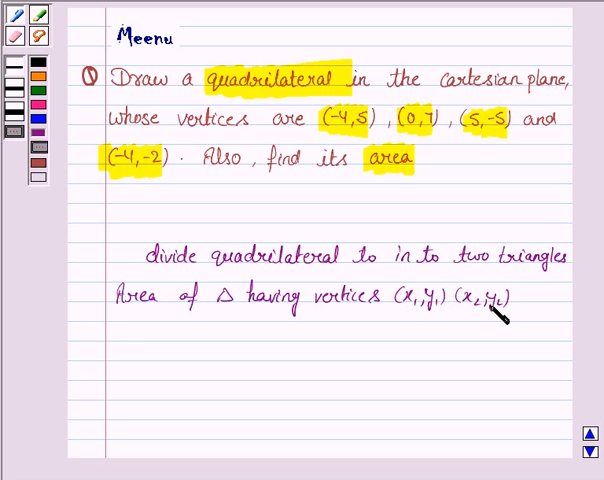 Meenu
Q Draw a quadrilateral in the cartesian plane,
whose vertices are (-4,5), (0,7), (5,-5) and
(-4,-2). Also, find its area
divide quadrilateral to in to two triangles
Area of Δ having vertices (x₁,y₁) (x₂,y₂)